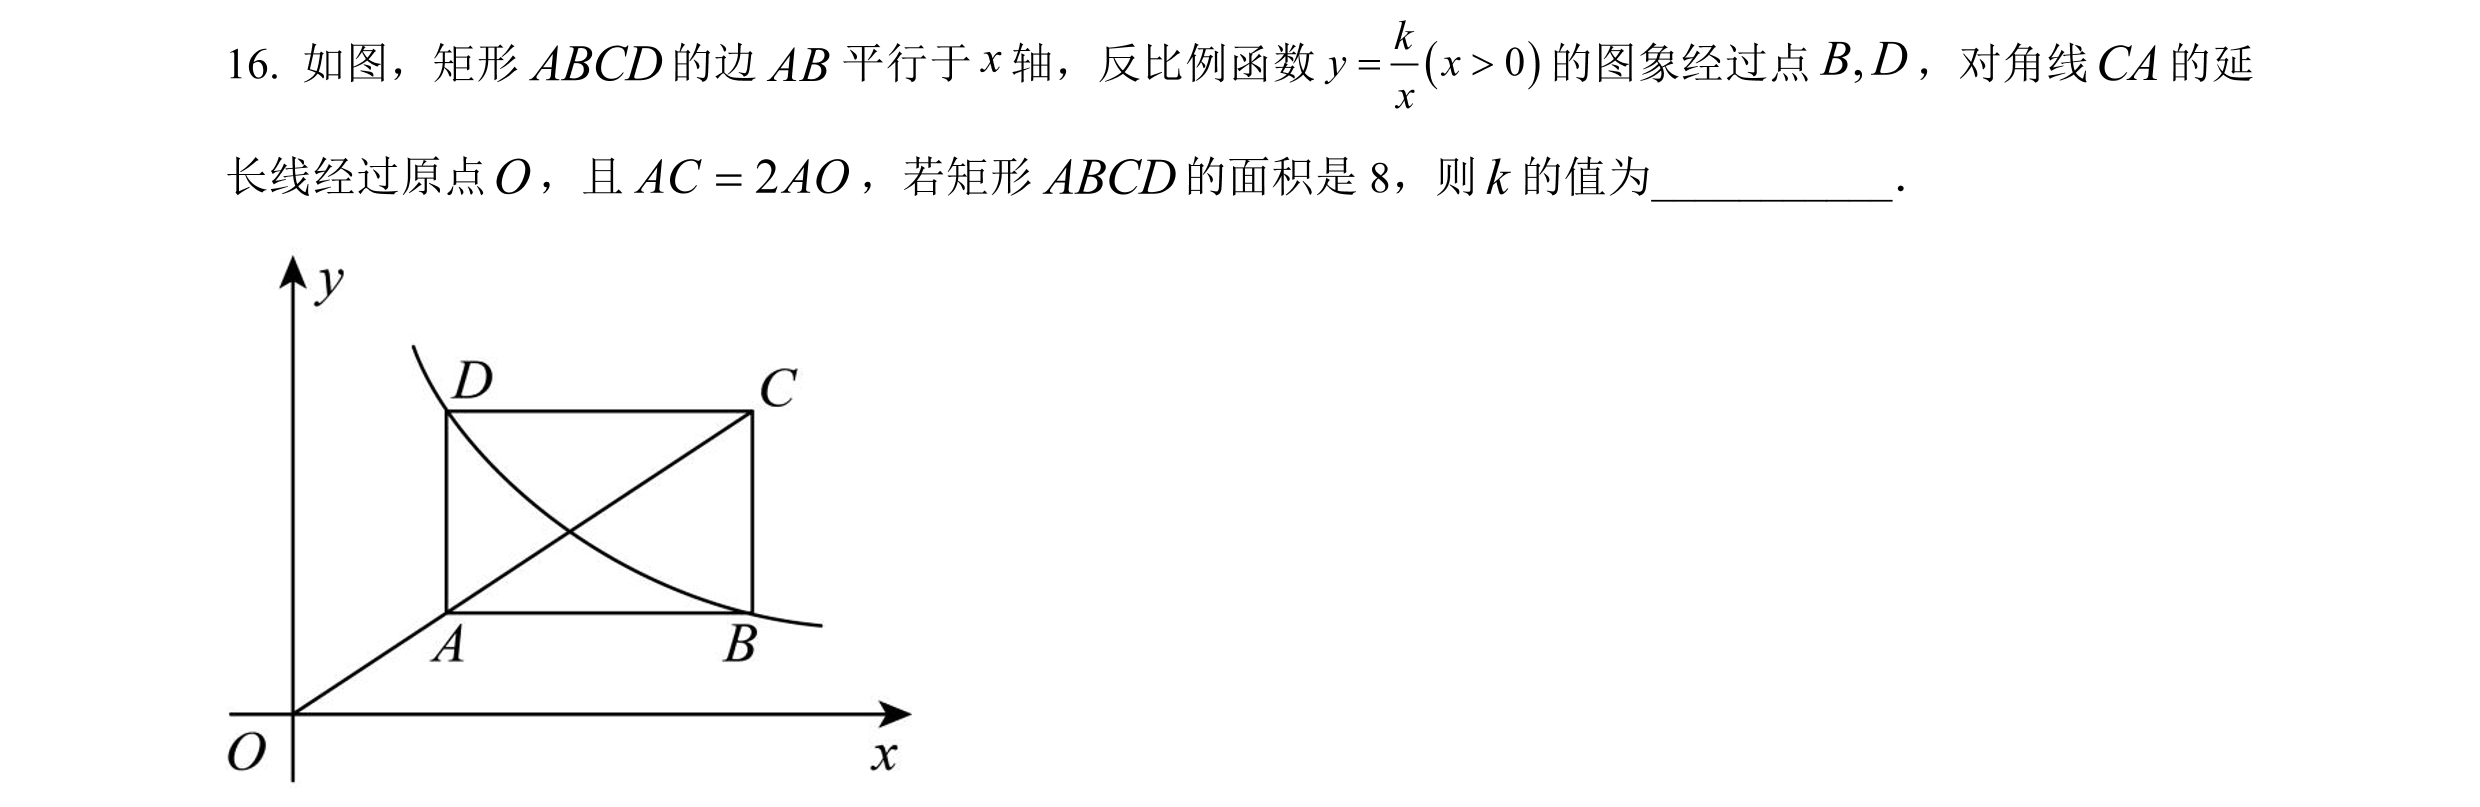 16. 如图，矩形 ABCD 的边 AB 平行于 x 轴，反比例函数 y = k/x (x > 0) 的图象经过点 B, D，对角线 CA 的延
长线经过原点 O，且 AC = 2AO，若矩形 ABCD 的面积是 8，则 k 的值为___________．
y
D
C
A
B
O
x